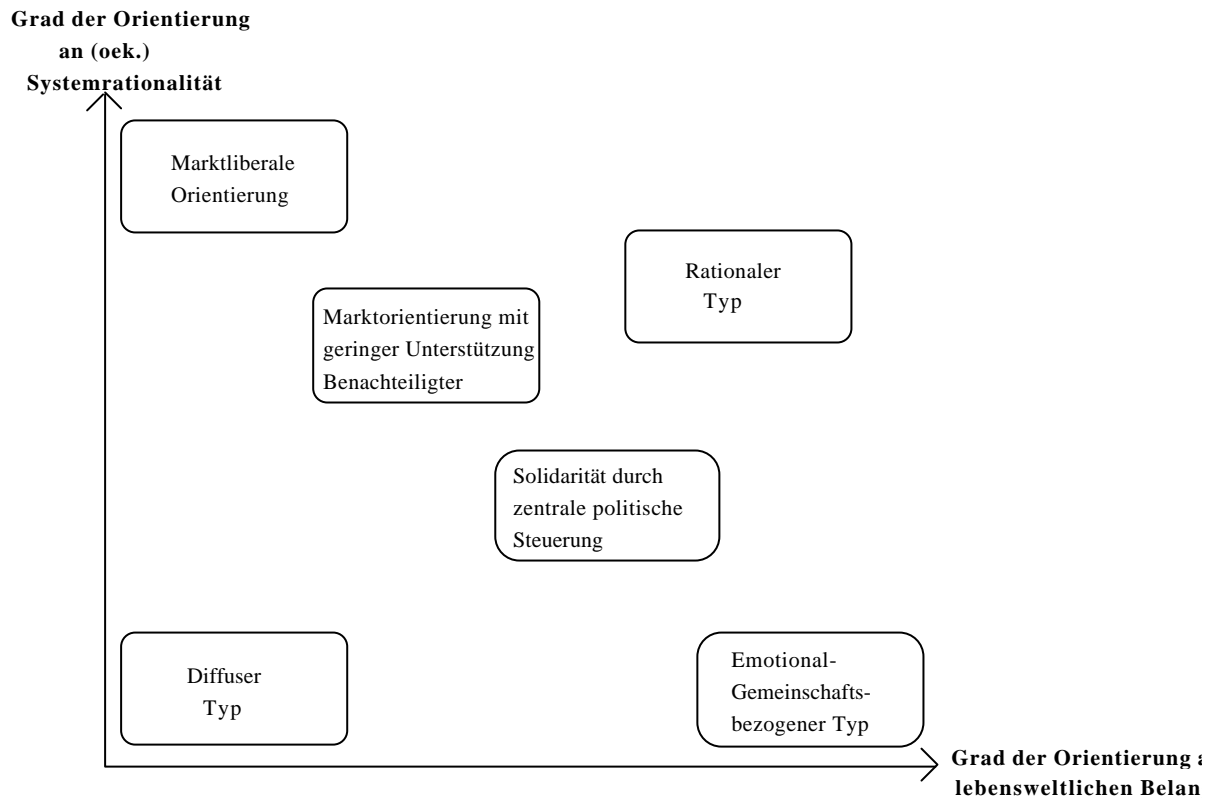 Grad der Orientierung
an (oek.)
Systemrationalität
Marktliberale
Orientierung
Rationaler
Typ
Marktorientierung mit
geringer Unterstützung
Benachteiligter
Solidarität durch
zentrale politische
Steuerung
Diffuser
Typ
Emotional-
Gemeinschafts-
bezogener Typ
Grad der Orientierung
lebensweltlichen Belan